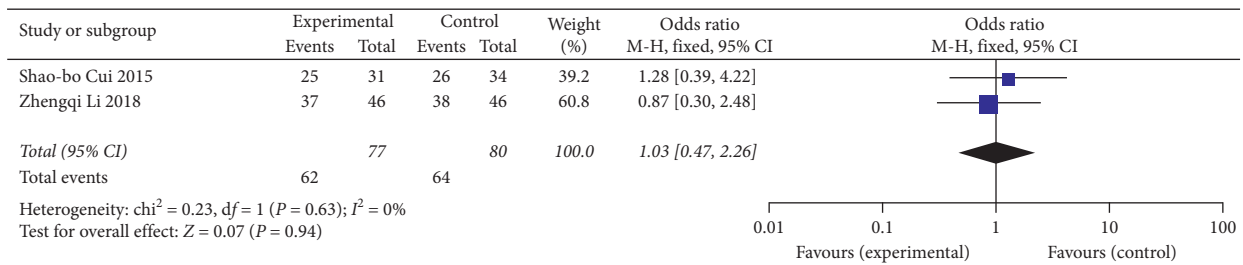 Study or subgroup Experimental Control Weight Odds ratio Odds ratio
Events Total Events Total (%) M-H, fixed, 95% CI M-H, fixed, 95% CI
Shao-bo Cui 2015 25 31 26 34 39.2 1.28 [0.39, 4.22]
Zhengqi Li 2018 37 46 38 46 60.8 0.87 [0.30, 2.48]
Total (95% CI) 77 80 100.0 1.03 [0.47, 2.26]
Total events 62 64
Heterogeneity: chi² = 0.23, df = 1 (P = 0.63); I² = 0%
Test for overall effect: Z = 0.07 (P = 0.94)
0.01 0.1 1 10 100
Favours (experimental) Favours (control)